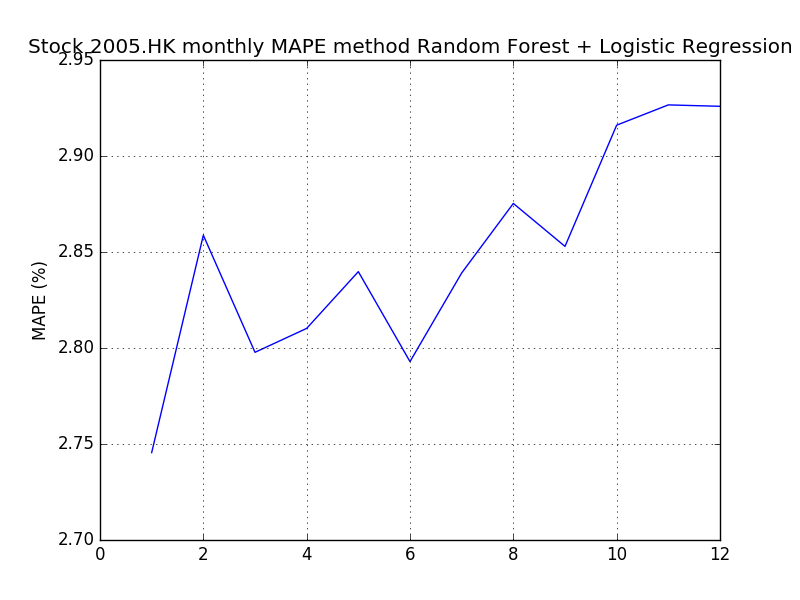 Stock 2005.HK monthly MAPE method Random Forest + Logistic Regression
2.95
2.90
2.85
2.80
2.75
2.70
MAPE (%)
0 2 4 6 8 10 12